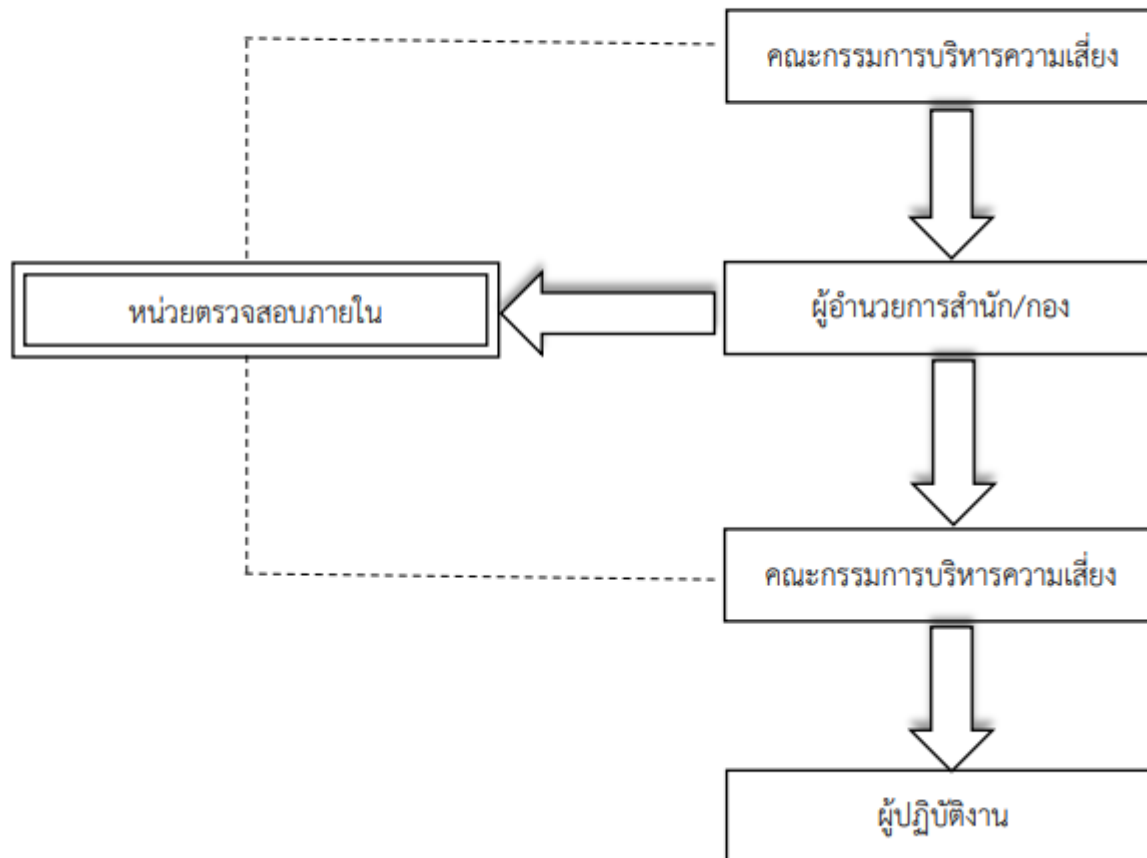 คณะกรรมการบริหารความเสี่ยง
หน่วยตรวจสอบภายใน
ผู้อำนวยการสำนัก/กอง
คณะกรรมการบริหารความเสี่ยง
ผู้ปฏิบัติงาน